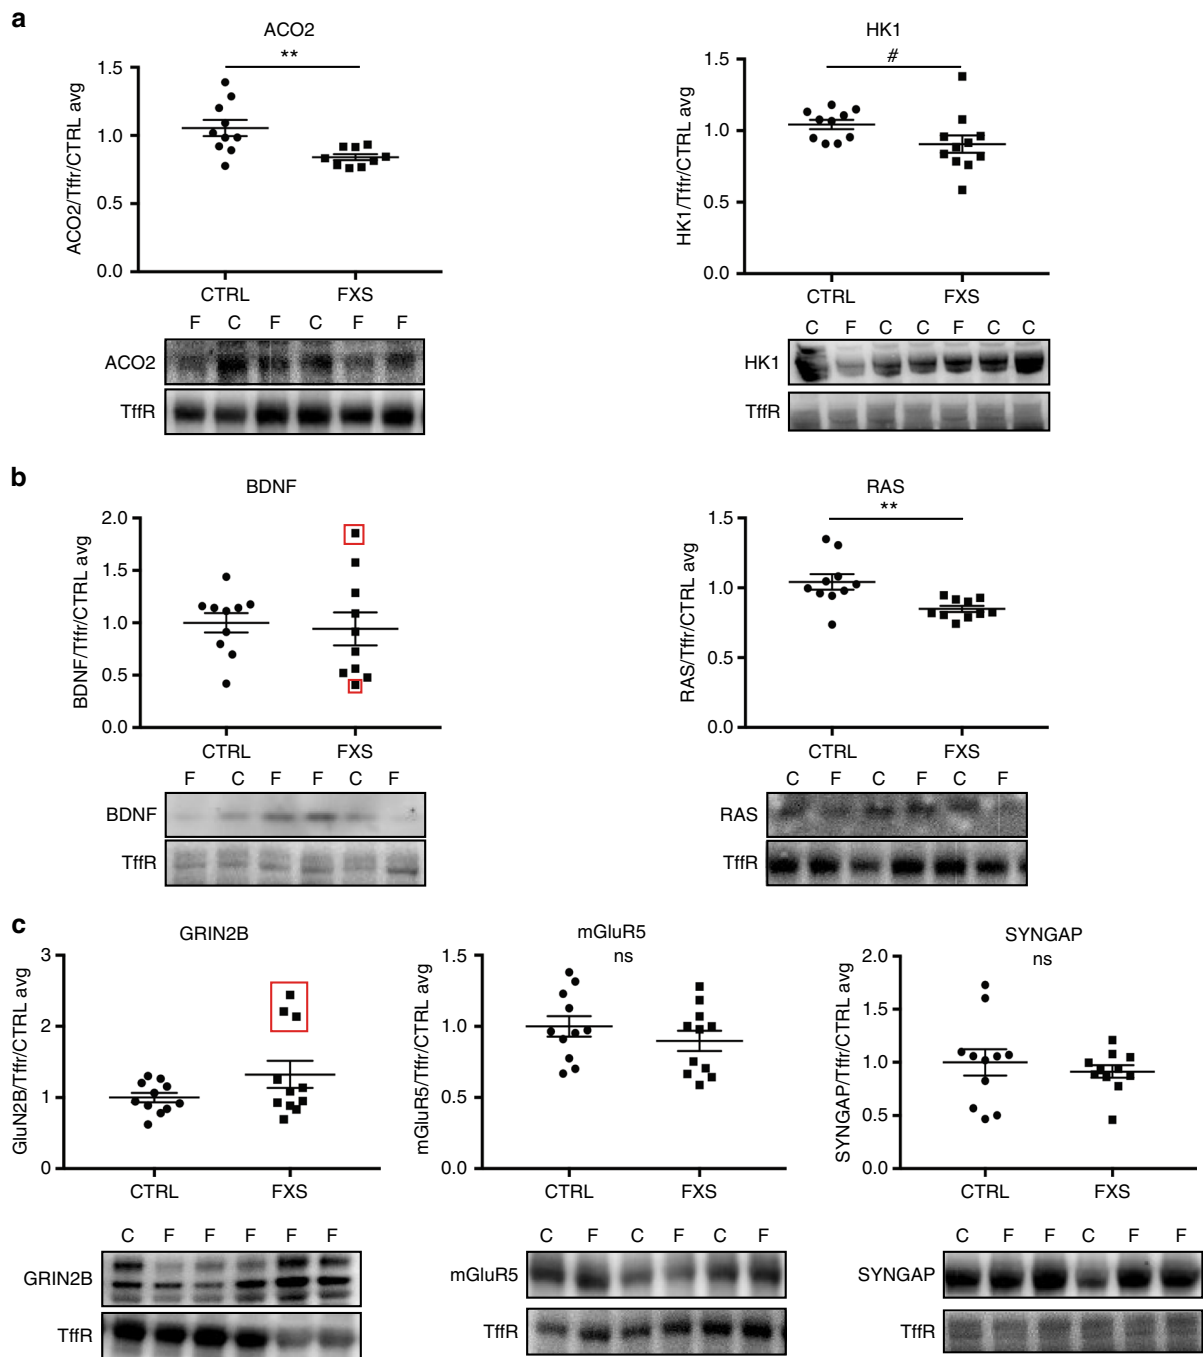 a
ACO2
**
ACO2/Tffr/CTRL avg
1.5
1.0
0.5
0.0
CTRL FXS
F C F C F F
ACO2
TffR
HK1
#
HK1/Tffr/CTRL avg
1.5
1.0
0.5
0.0
CTRL FXS
C F C C F C C
HK1
TffR
b
BDNF
BDNF/Tffr/CTRL avg
2.0
1.5
1.0
0.5
0.0
CTRL FXS
F C F F C F
BDNF
TffR
RAS
**
RAS/Tffr/CTRL avg
1.5
1.0
0.5
0.0
CTRL FXS
C F C F C F
RAS
TffR
c
GRIN2B
GluN2B/Tffr/CTRL avg
3
2
1
0
CTRL FXS
C F F F F F
GRIN2B
TffR
mGluR5
ns
mGluR5/Tffr/CTRL avg
1.5
1.0
0.5
0.0
CTRL FXS
C F C F C F
mGluR5
TffR
SYNGAP
ns
SYNGAP/Tffr/CTRL avg
2.0
1.5
1.0
0.5
0.0
CTRL FXS
C F F C F F
SYNGAP
TffR